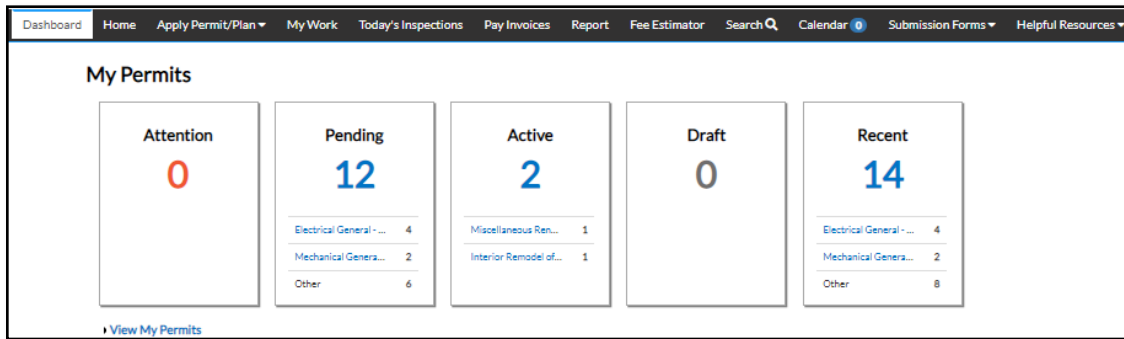 Dashboard Home Apply Permit/Plan My Work Today's Inspections Pay Invoices Report Fee Estimator Search Calendar 0 Submission Forms Helpful Resources
My Permits
Attention
0
Pending
12
Electrical General - ... 4
Mechanical Genera... 2
Other 6
Active
2
Miscellaneous Ren... 1
Interior Remodel of... 1
Draft
0
Recent
14
Electrical General - ... 4
Mechanical Genera... 2
Other 8
View My Permits